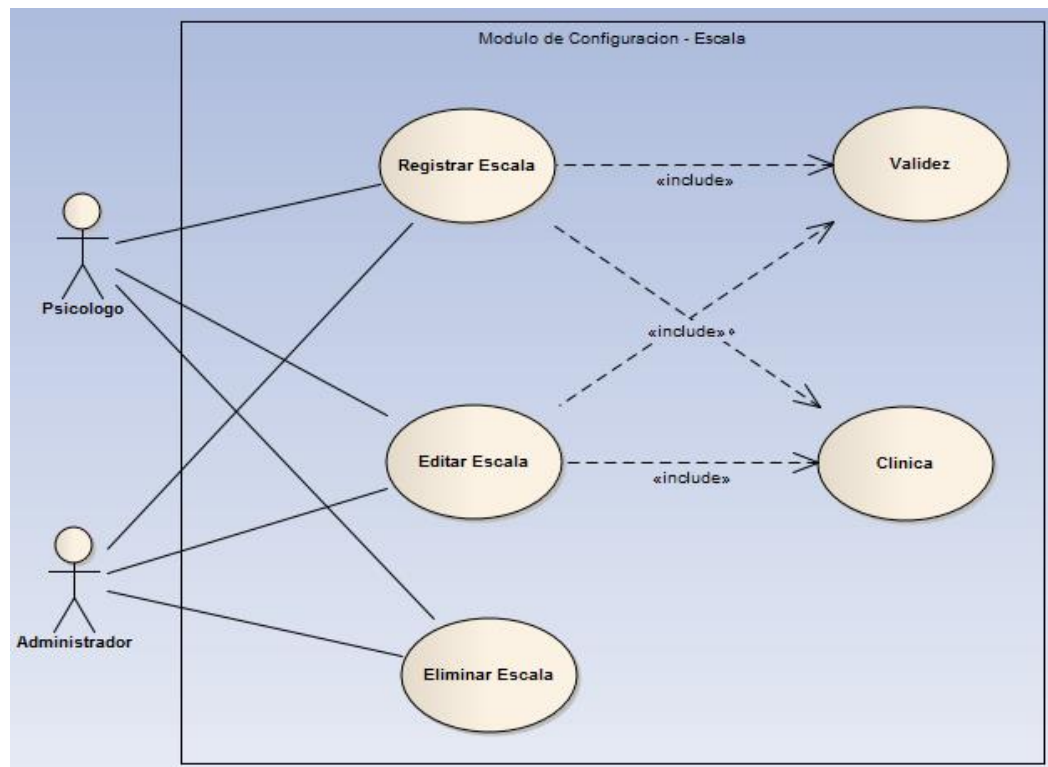 Modulo de Configuracion - Escala
Registrar Escala
«include»
Validez
Psicologo
«include»
Editar Escala
«include»
Clinica
Administrador
Eliminar Escala